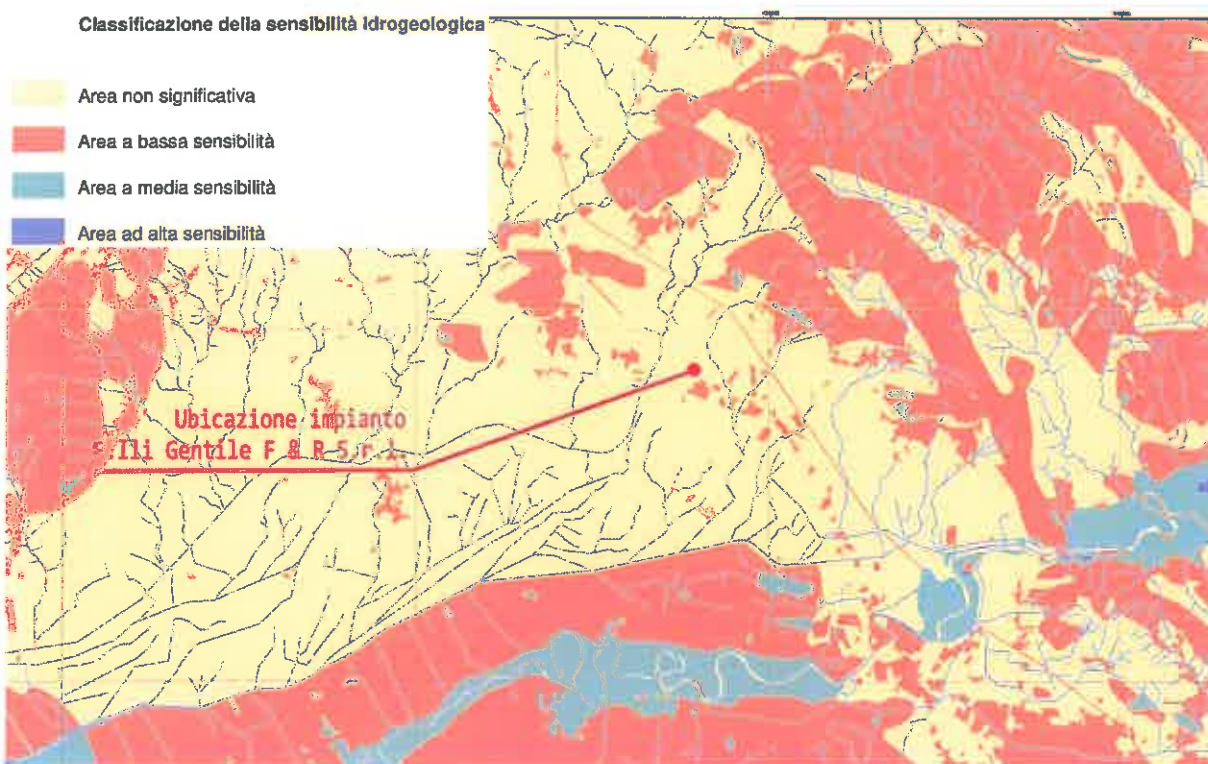 Classificazione della sensibilità idrogeologica
Area non significativa
Area a bassa sensibilità
Area a media sensibilità
Area ad alta sensibilità
Ubicazione impianto
lli Gentile F & R S.r.l.